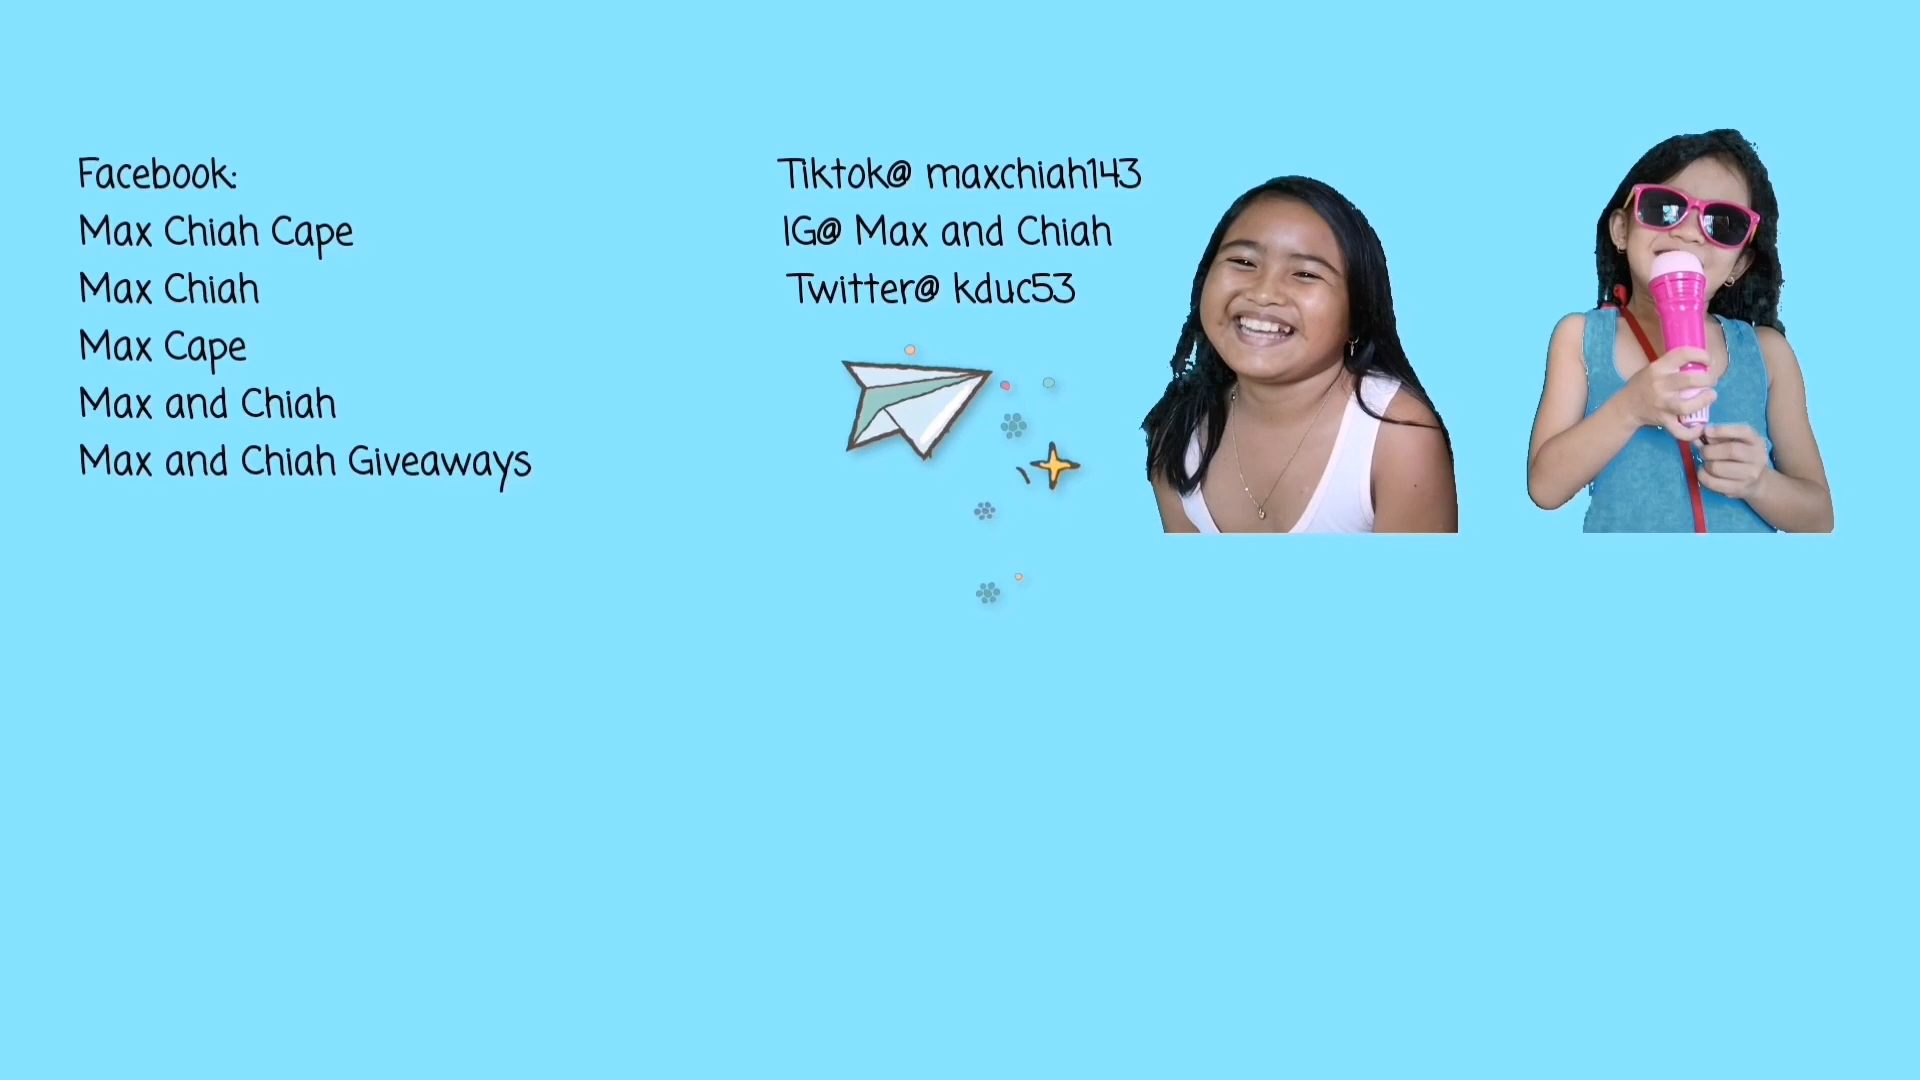 Facebook:
Max Chiah Cape
Max Chiah
Max Cape
Max and Chiah
Max and Chiah Giveaways
Tiktok@ maxchiah143
IG@ Max and Chiah
Twitter@ kduc53